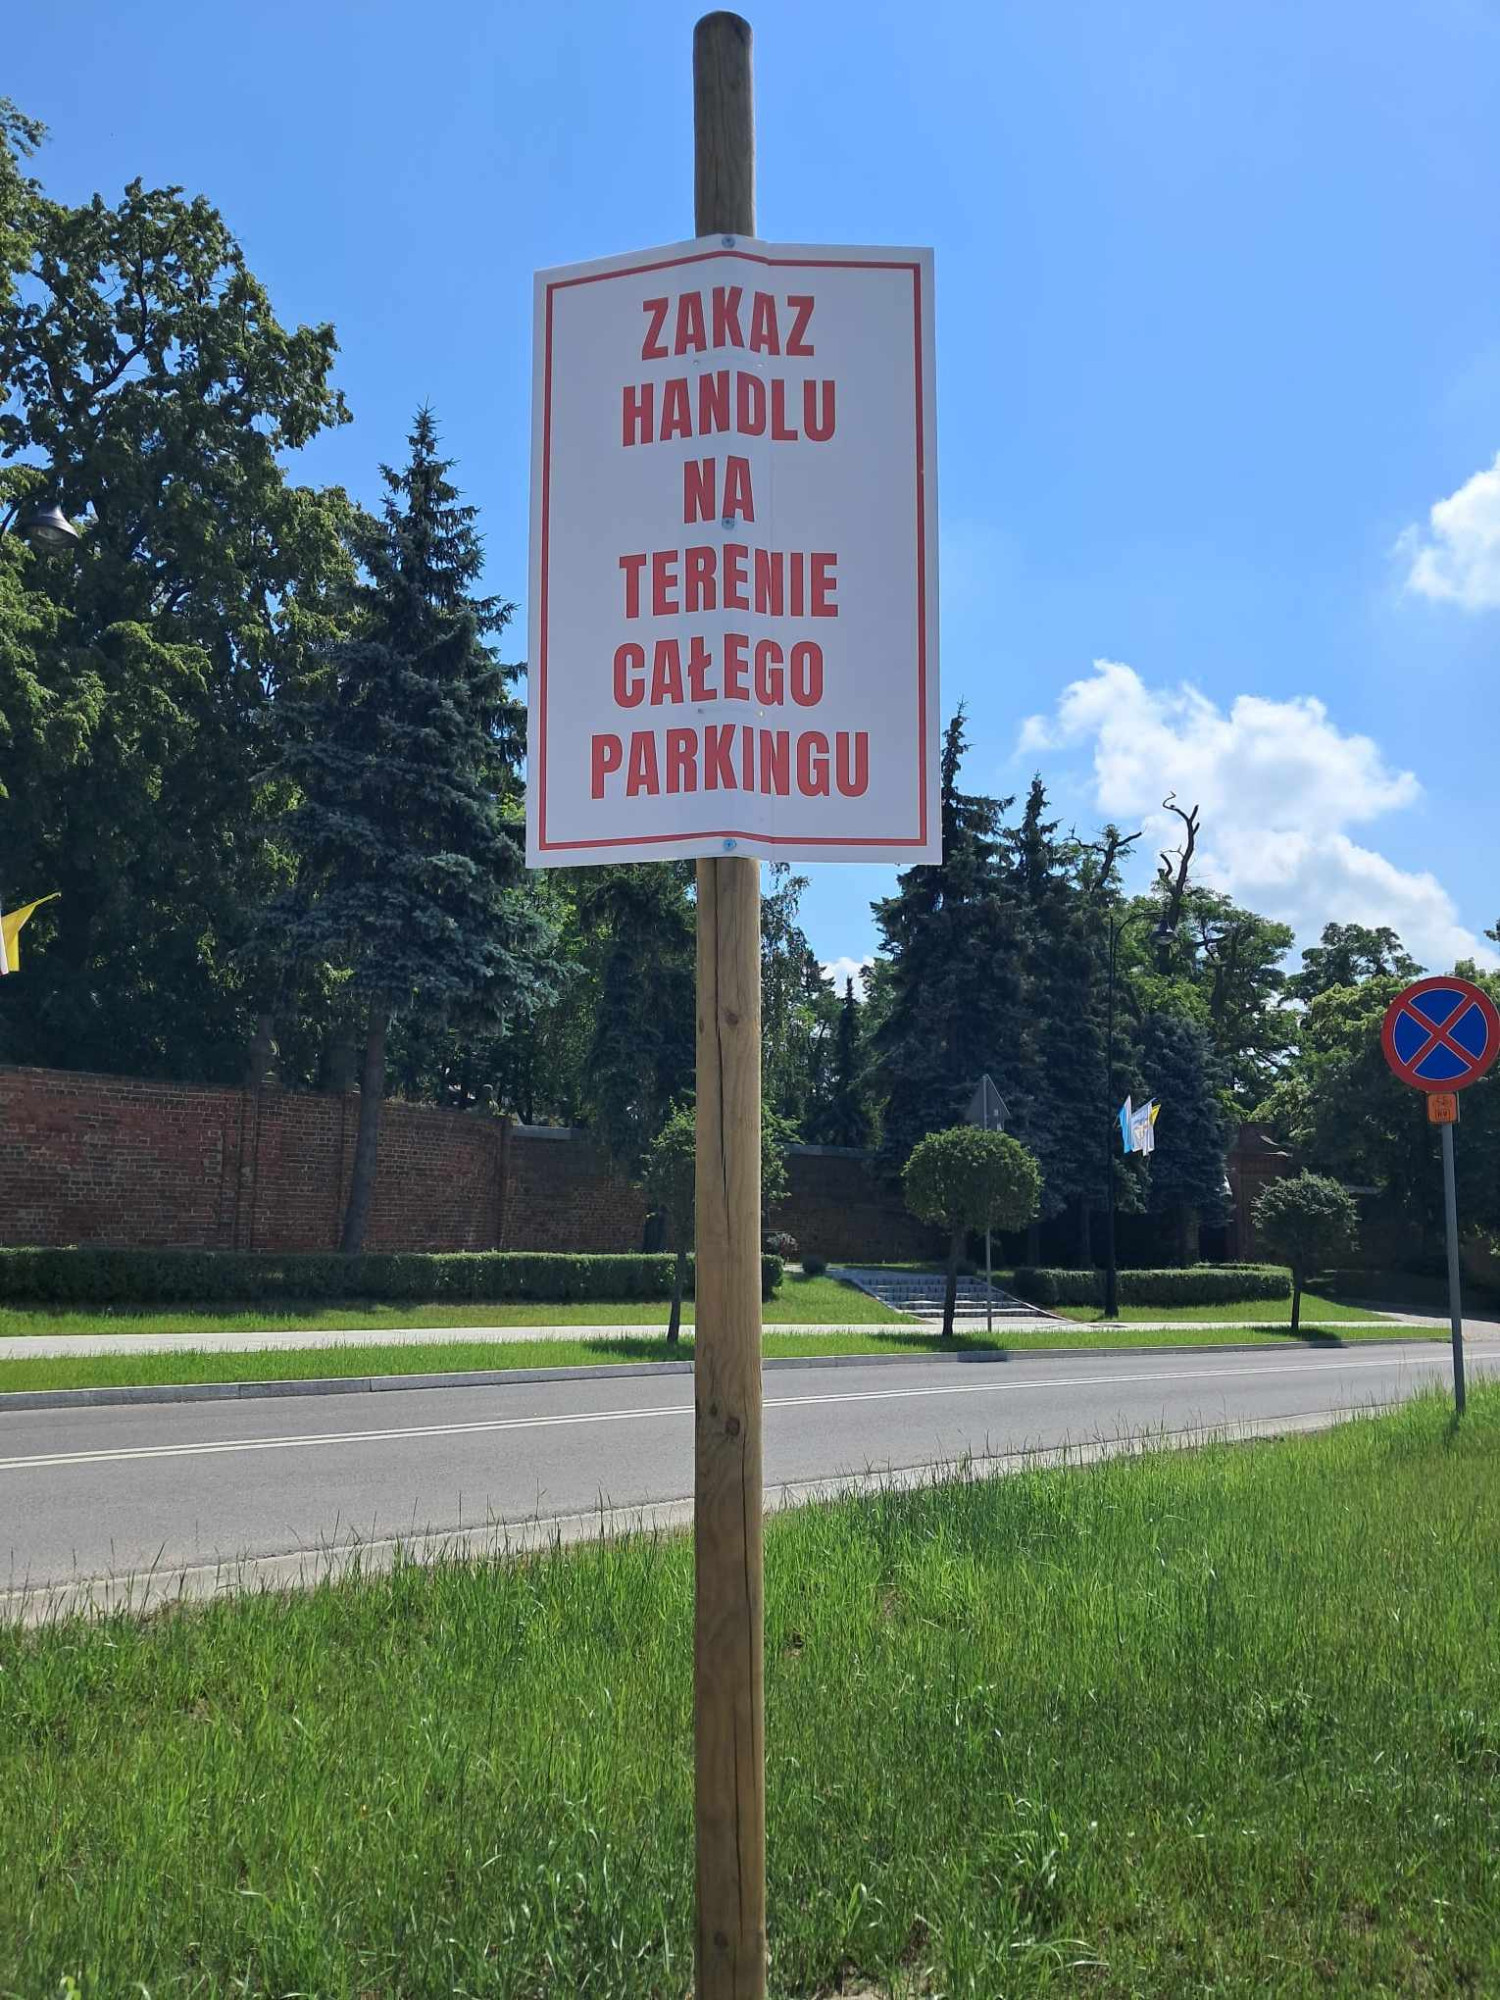 ZAKAZ
HANDLU
NA
TERENIE
CAŁEGO
PARKINGU